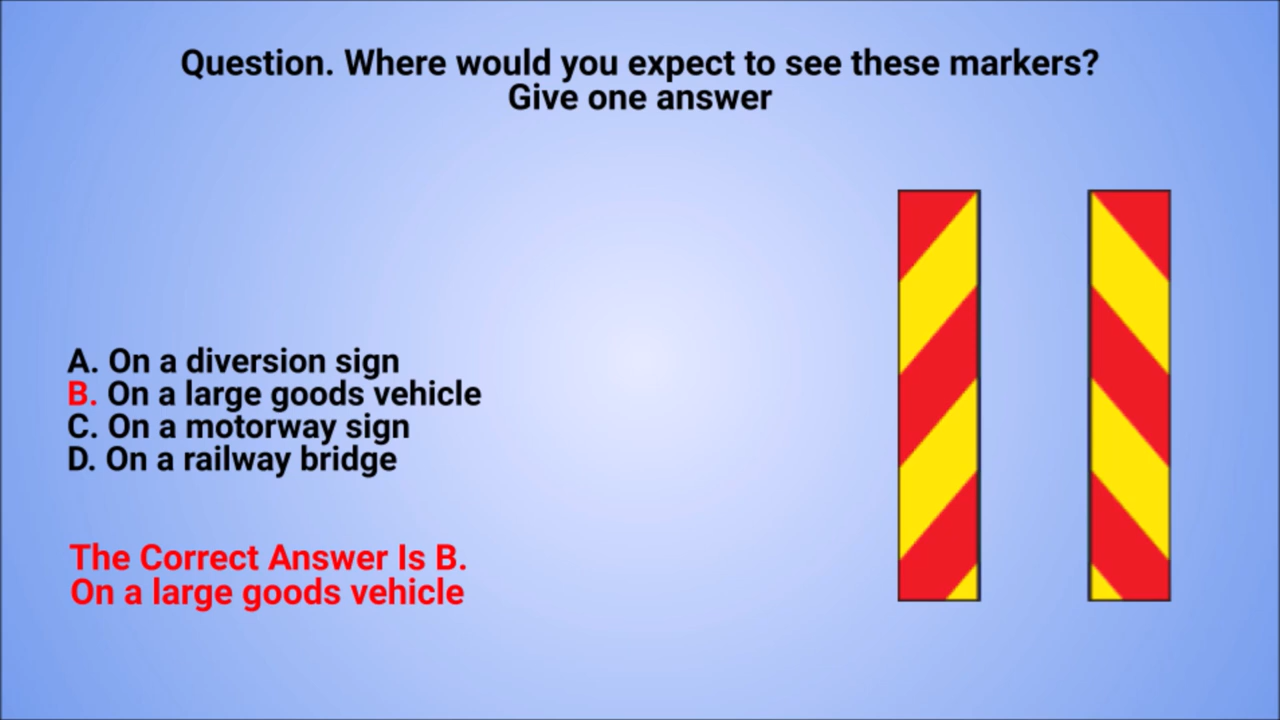 Question. Where would you expect to see these markers?
Give one answer
A. On a diversion sign
B. On a large goods vehicle
C. On a motorway sign
D. On a railway bridge
The Correct Answer Is B.
On a large goods vehicle